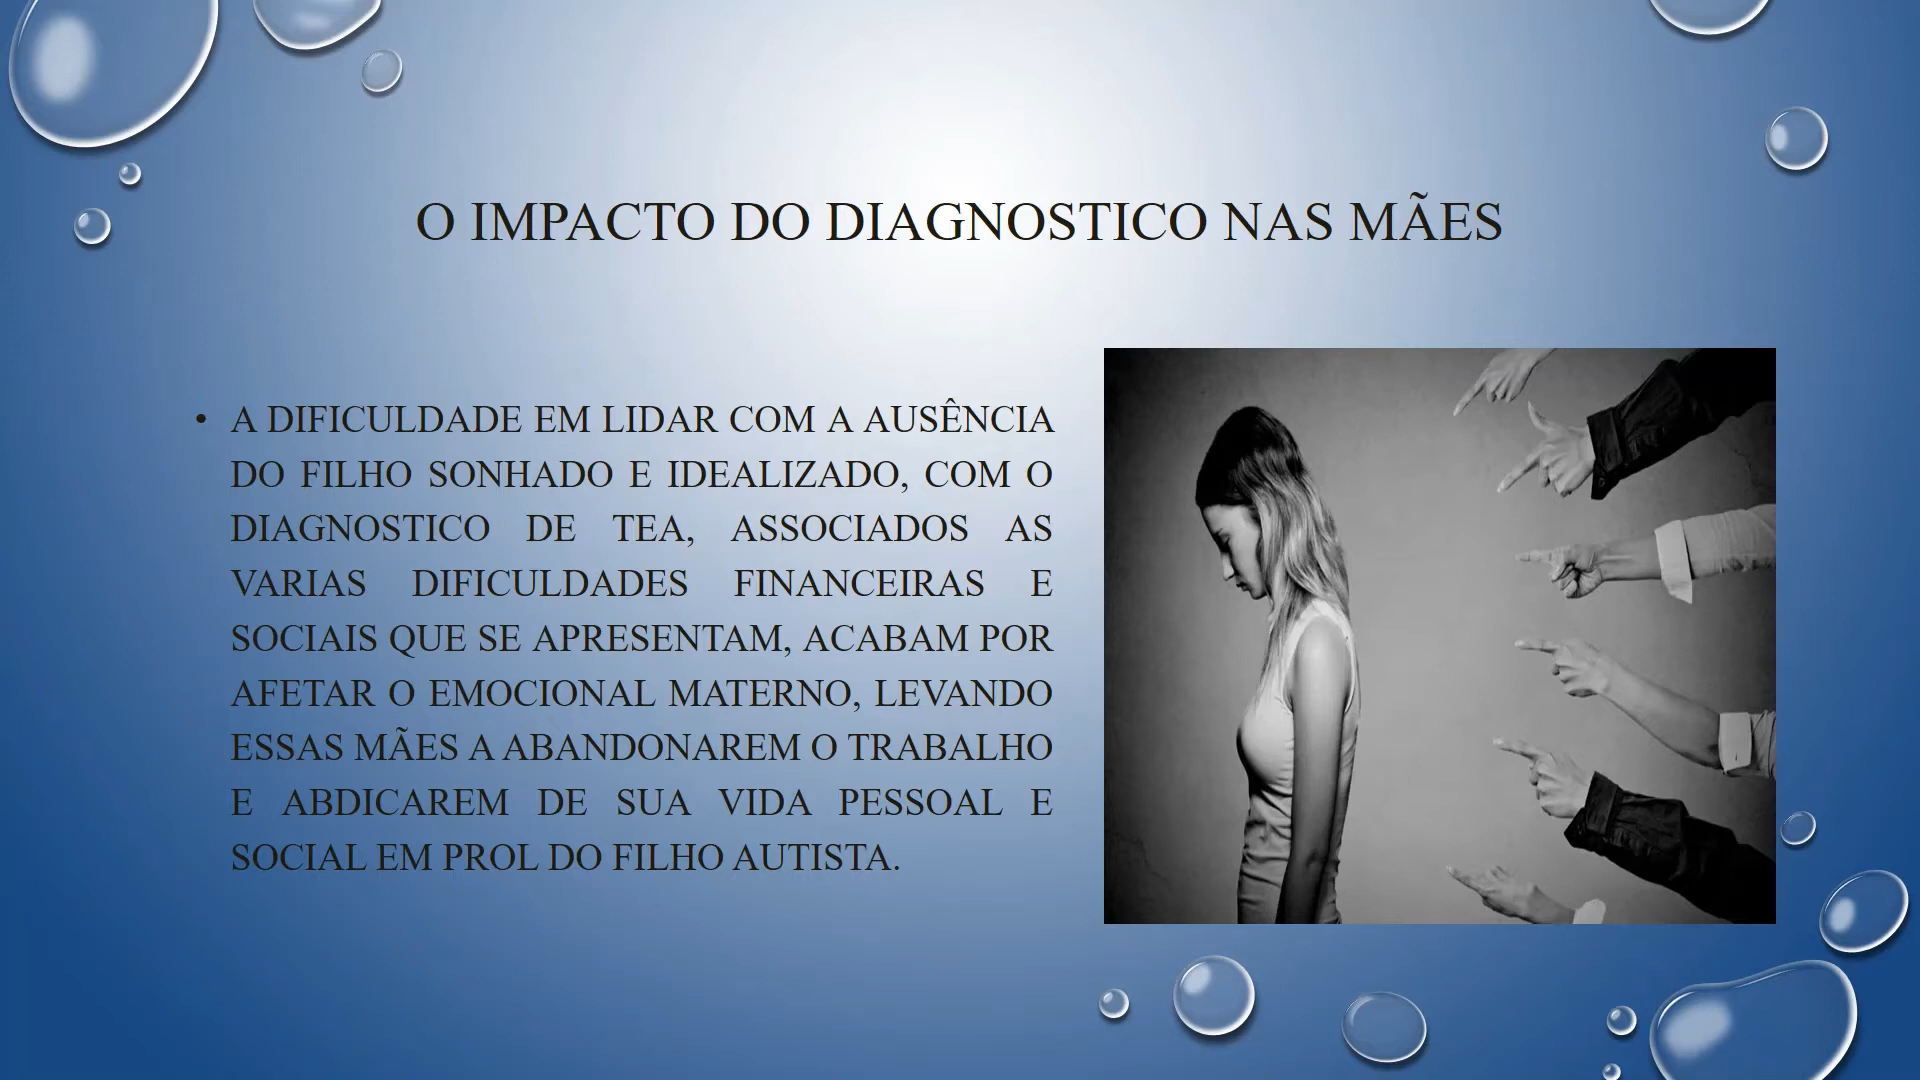 O IMPACTO DO DIAGNOSTICO NAS MÃES
• A DIFICULDADE EM LIDAR COM A AUSÊNCIA
DO FILHO SONHADO E IDEALIZADO, COM O
DIAGNOSTICO DE TEA, ASSOCIADOS AS
VARIAS DIFICULDADES FINANCEIRAS E
SOCIAIS QUE SE APRESENTAM, ACABAM POR
AFETAR O EMOCIONAL MATERNO, LEVANDO
ESSAS MÃES A ABANDONAREM O TRABALHO
E ABDICAREM DE SUA VIDA PESSOAL E
SOCIAL EM PROL DO FILHO AUTISTA.